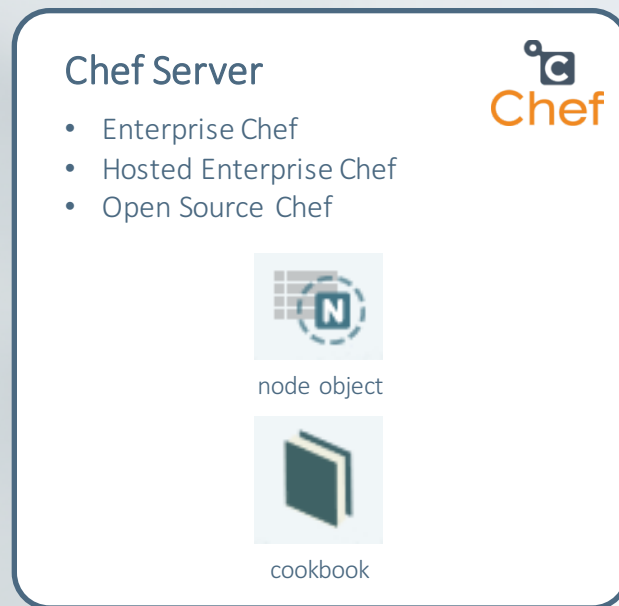 Chef Server
C
Chef
• Enterprise Chef
• Hosted Enterprise Chef
• Open Source Chef
N
node object
cookbook